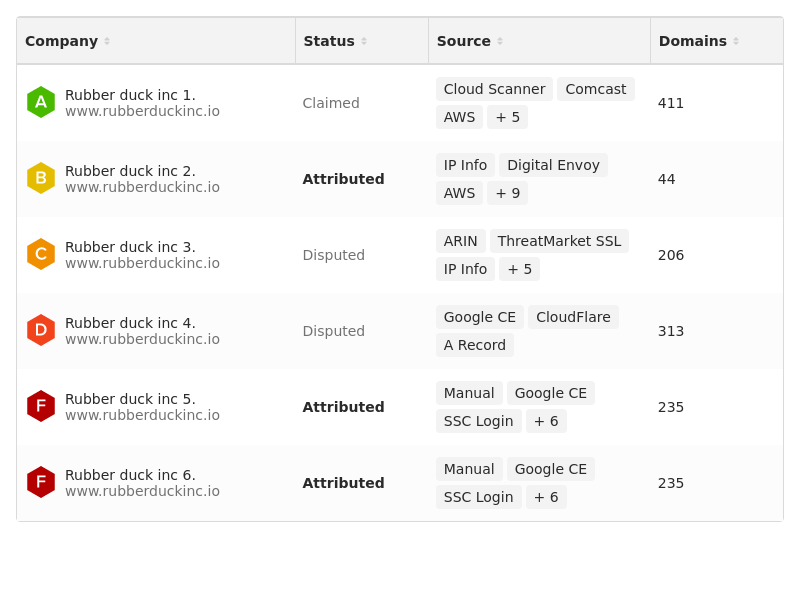 Company Status Source Domains
A Rubber duck inc 1.
www.rubberduckinc.io
Claimed
Cloud Scanner Comcast
AWS + 5
411
B Rubber duck inc 2.
www.rubberduckinc.io
Attributed
IP Info Digital Envoy
AWS + 9
44
C Rubber duck inc 3.
www.rubberduckinc.io
Disputed
ARIN ThreatMarket SSL
IP Info + 5
206
D Rubber duck inc 4.
www.rubberduckinc.io
Disputed
Google CE CloudFlare
A Record
313
F Rubber duck inc 5.
www.rubberduckinc.io
Attributed
Manual Google CE
SSC Login + 6
235
F Rubber duck inc 6.
www.rubberduckinc.io
Attributed
Manual Google CE
SSC Login + 6
235